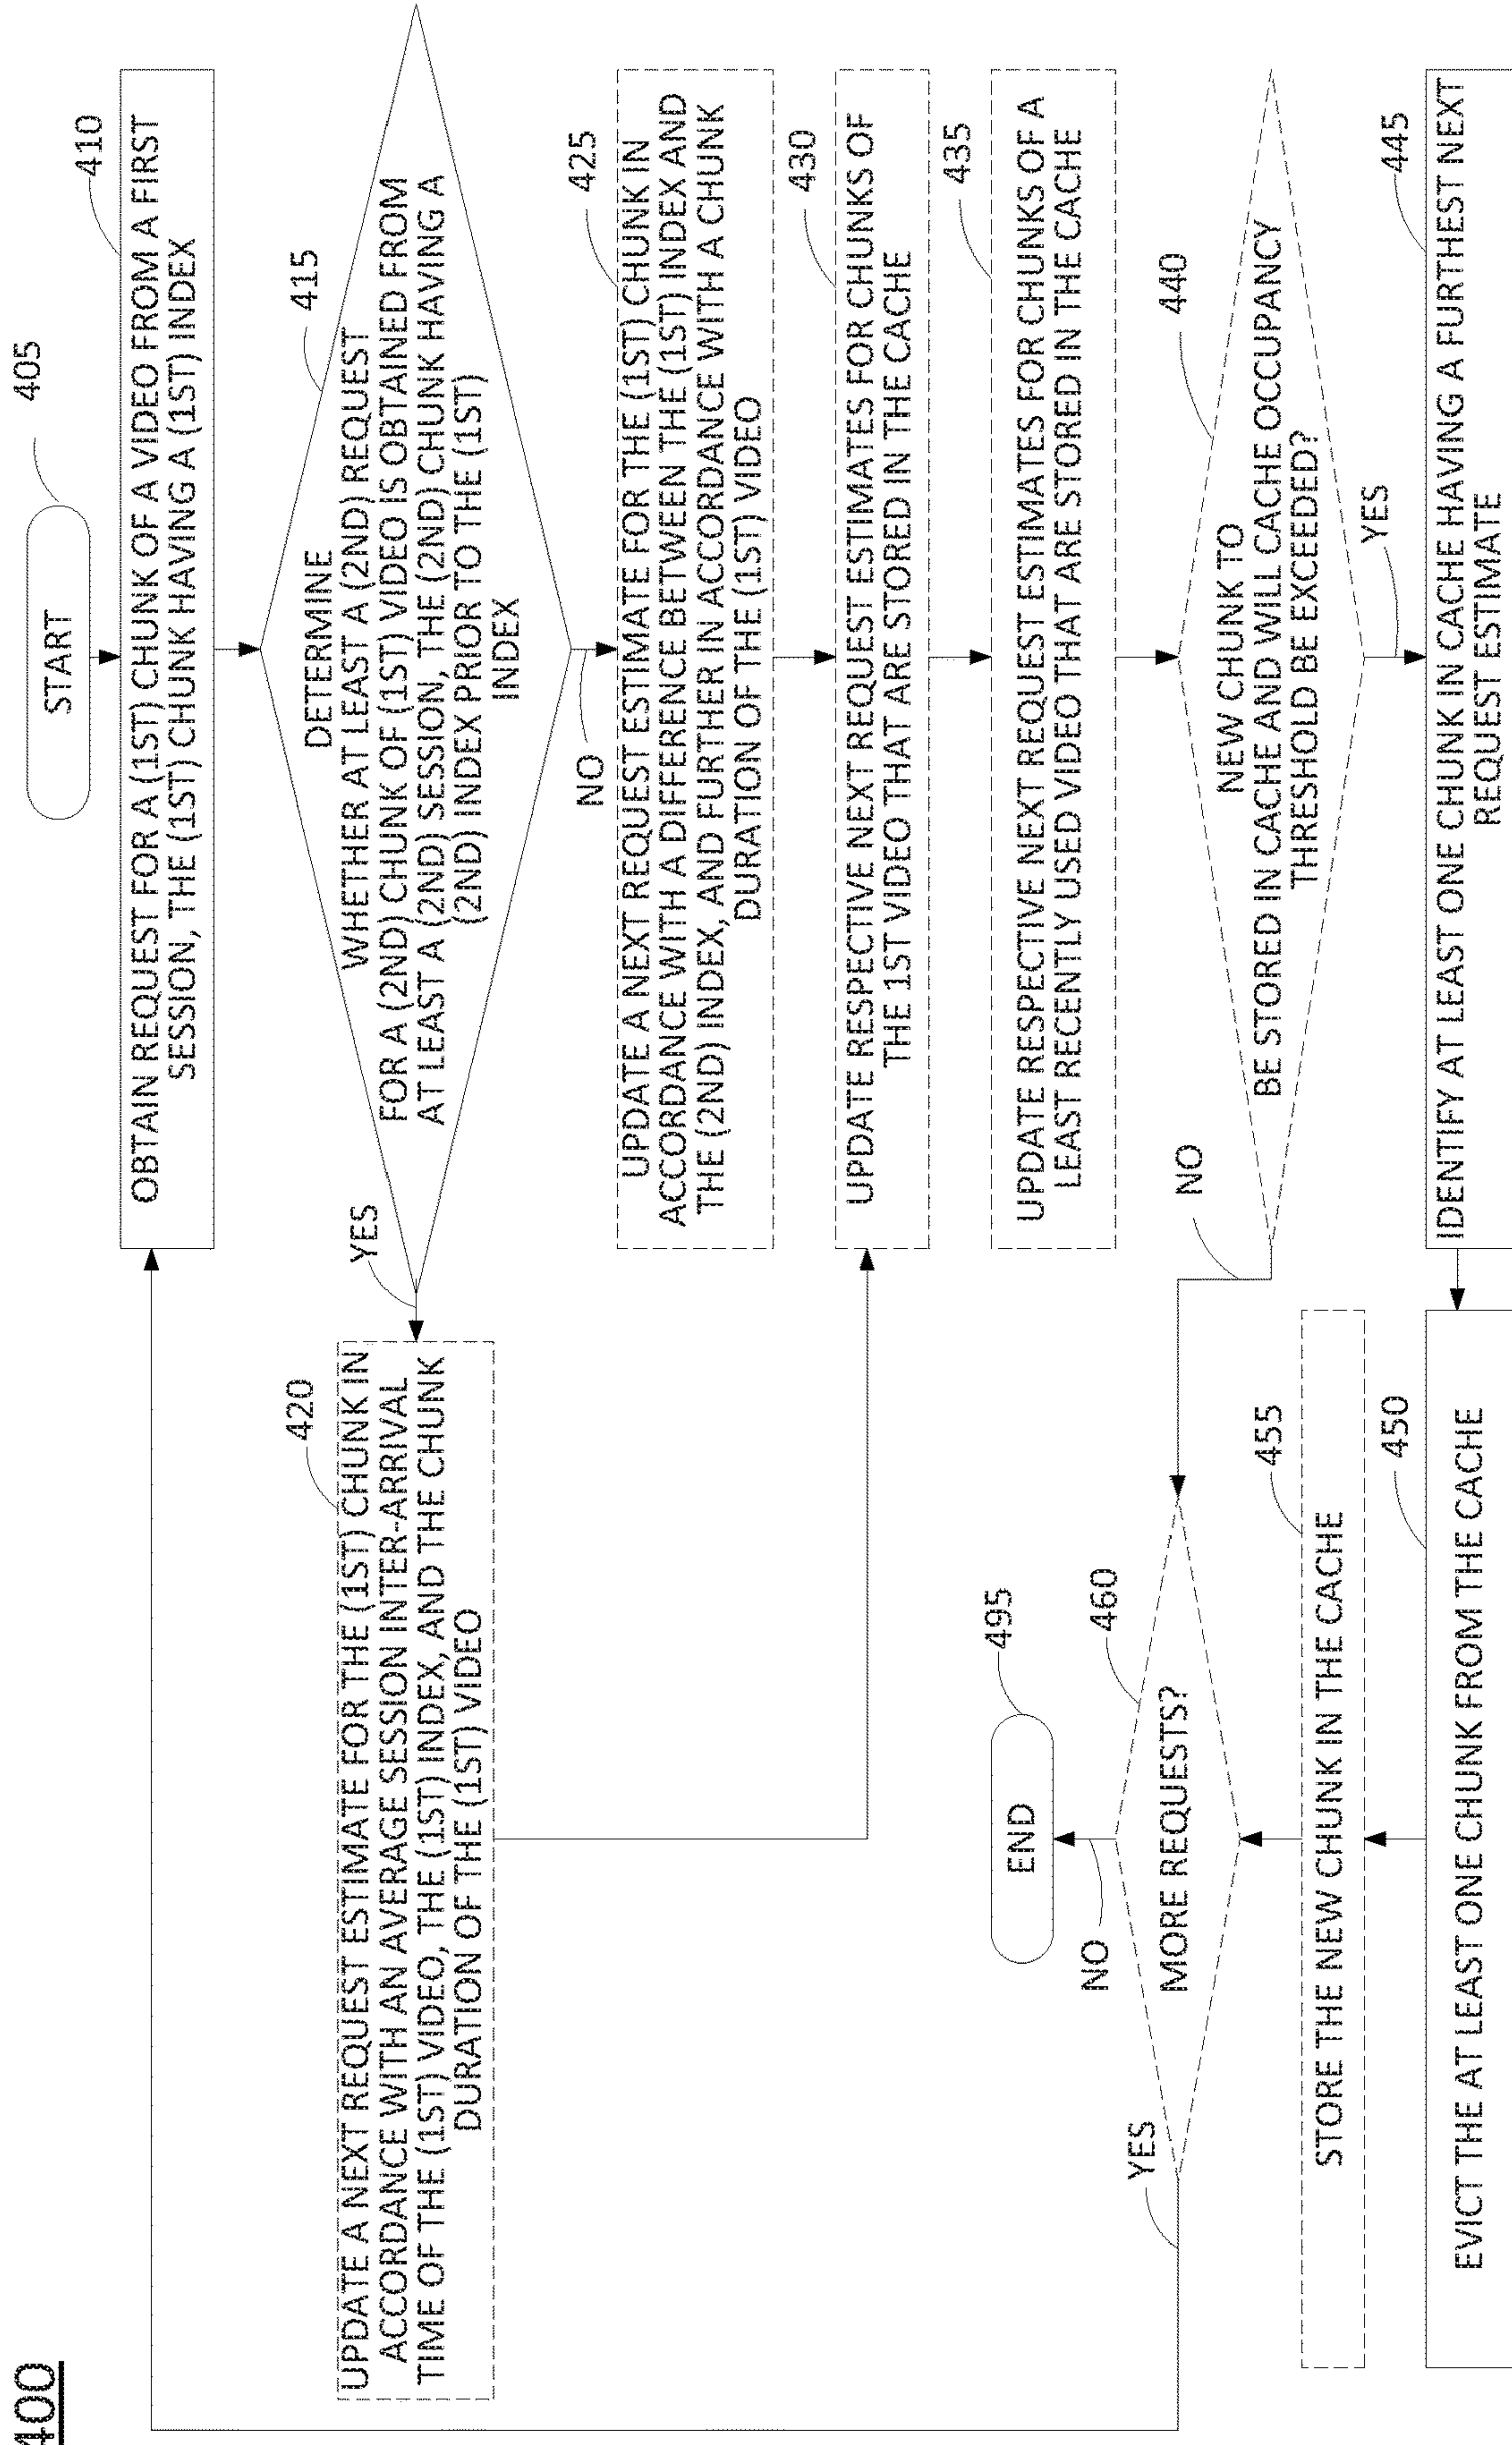 400
START
405
410
OBTAIN REQUEST FOR A (1ST) CHUNK OF A VIDEO FROM A FIRST
SESSION, THE (1ST) CHUNK HAVING A (1ST) INDEX
415
DETERMINE
WHETHER AT LEAST A (2ND) REQUEST
FOR A (2ND) CHUNK OF (1ST) VIDEO IS OBTAINED FROM
AT LEAST A (2ND) SESSION, THE (2ND) CHUNK HAVING A
(2ND) INDEX PRIOR TO THE (1ST)
INDEX
YES
NO
420
UPDATE A NEXT REQUEST ESTIMATE FOR THE (1ST) CHUNK IN
ACCORDANCE WITH AN AVERAGE SESSION INTER-ARRIVAL
TIME OF THE (1ST) VIDEO, THE (1ST) INDEX, AND THE CHUNK
DURATION OF THE (1ST) VIDEO
425
UPDATE A NEXT REQUEST ESTIMATE FOR THE (1ST) CHUNK IN
ACCORDANCE WITH A DIFFERENCE BETWEEN THE (1ST) INDEX AND
THE (2ND) INDEX, AND FURTHER IN ACCORDANCE WITH A CHUNK
DURATION OF THE (1ST) VIDEO
430
UPDATE RESPECTIVE NEXT REQUEST ESTIMATES FOR CHUNKS OF
THE 1ST VIDEO THAT ARE STORED IN THE CACHE
435
UPDATE RESPECTIVE NEXT REQUEST ESTIMATES FOR CHUNKS OF A
LEAST RECENTLY USED VIDEO THAT ARE STORED IN THE CACHE
440
NEW CHUNK TO
BE STORED IN CACHE AND WILL CACHE OCCUPANCY
THRESHOLD BE EXCEEDED?
NO
YES
445
IDENTIFY AT LEAST ONE CHUNK IN CACHE HAVING A FURTHEST NEXT
REQUEST ESTIMATE
450
EVICT THE AT LEAST ONE CHUNK FROM THE CACHE
455
STORE THE NEW CHUNK IN THE CACHE
460
MORE REQUESTS?
YES
NO
495
END